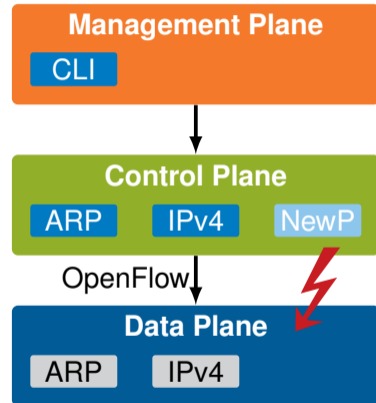 Management Plane
CLI
Control Plane
ARP IPv4 NewP
OpenFlow
Data Plane
ARP IPv4